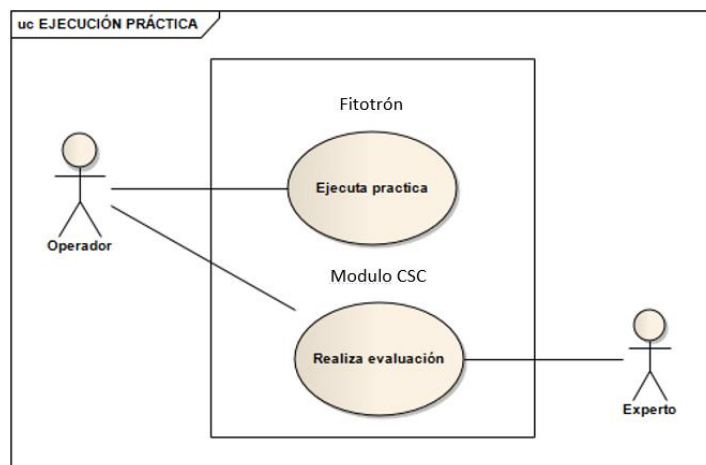 uc EJECUCIÓN PRÁCTICA
Fitotrón
Ejecuta practica
Operador
Modulo CSC
Realiza evaluación
Experto